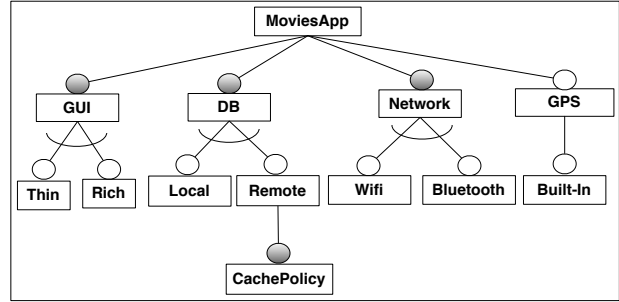 MoviesApp
GUI DB Network GPS
Thin Rich Local Remote Wifi Bluetooth Built-In
CachePolicy